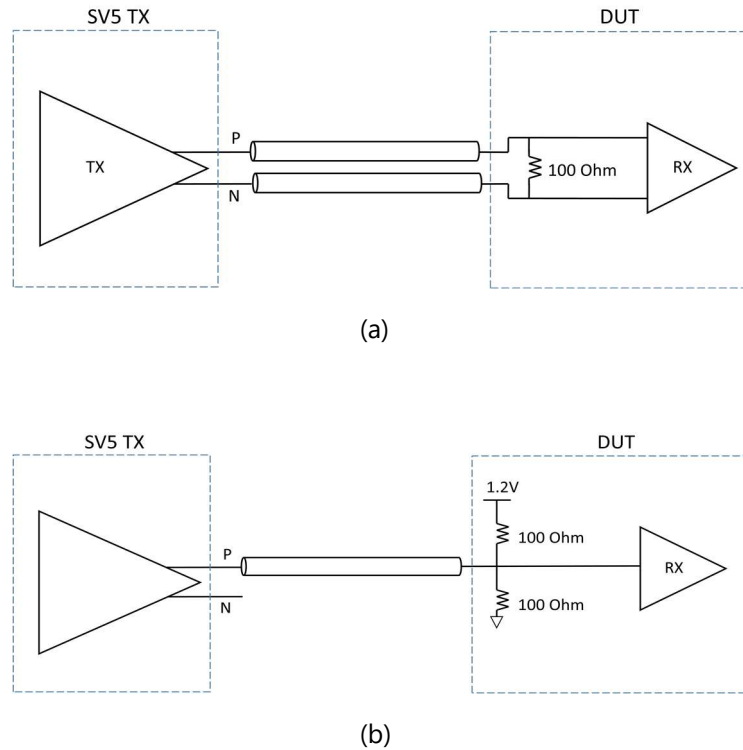 SV5 TX
DUT
TX
P
N
100 Ohm
RX
(a)
SV5 TX
DUT
P
N
1.2V
100 Ohm
RX
100 Ohm
(b)